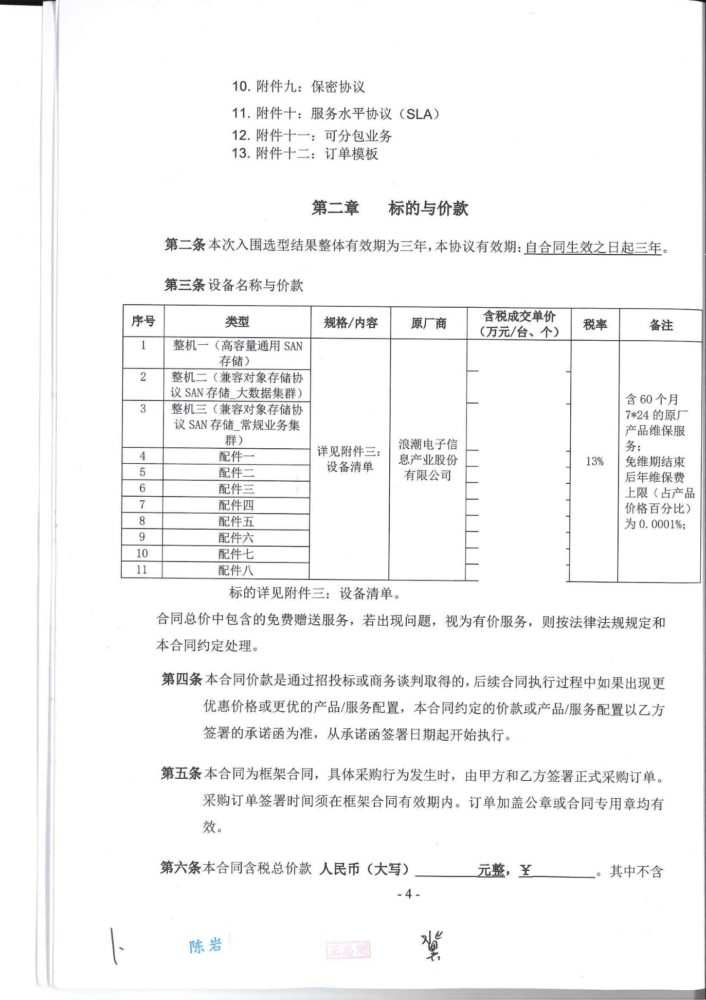 10. 附件九：保密协议
11. 附件十：服务水平协议（SLA）
12. 附件十一：可分包业务
13. 附件十二：订单模板
第二章 标的与价款
第二条 本次入围选型结果整体有效期为三年，本协议有效期：自合同生效之日起三年。
第三条 设备名称与价款
序号 类型 规格/内容 原厂商 含税成交单价（万元/台、个） 税率 备注
1 整机一（高容量通用 SAN
存储）
2 整机二（兼容对象存储协
议 SAN 存储_大数据集群）
3 整机三（兼容对象存储协
议 SAN 存储_常规业务集
群）
4 配件一
5 配件二
6 配件三
7 配件四
8 配件五
9 配件六
10 配件七
11 配件八
详见附件三：
设备清单
浪潮电子信
息产业股份
有限公司
13%
含 60 个月
7*24 的原厂
产品维保服
务；
免维期结束
后年维保费
上限（占产品
价格百分比）
为 0.0001%;
标的详见附件三：设备清单。
合同总价中包含的免费赠送服务，若出现问题，视为有价服务，则按法律法规规定和
本合同约定处理。
第四条 本合同价款是通过招投标或商务谈判取得的，后续合同执行过程中如果出现更
优惠价格或更优的产品/服务配置，本合同约定的价款或产品/服务配置以乙方
签署的承诺函为准，从承诺函签署日期起开始执行。
第五条 本合同为框架合同，具体采购行为发生时，由甲方和乙方签署正式采购订单。
采购订单签署时间须在框架合同有效期内。订单加盖公章或合同专用章均有
效。
第六条 本合同含税总价款 人民币（大写）_________元整，¥_________。其中不含
- 4 -
陈岩
王志刚